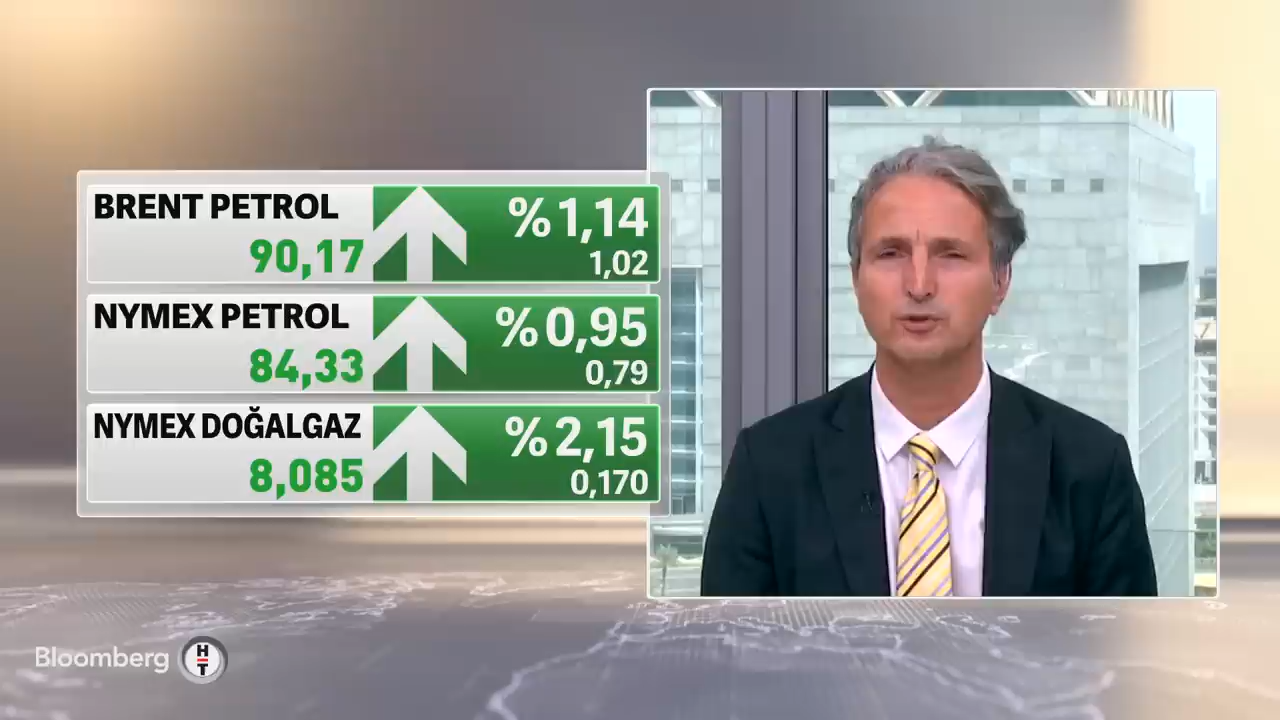 BRENT PETROL
90,17
%1,14
1,02
NYMEX PETROL
84,33
%0,95
0,79
NYMEX DOĞALGAZ
8,085
%2,15
0,170
Bloomberg HT